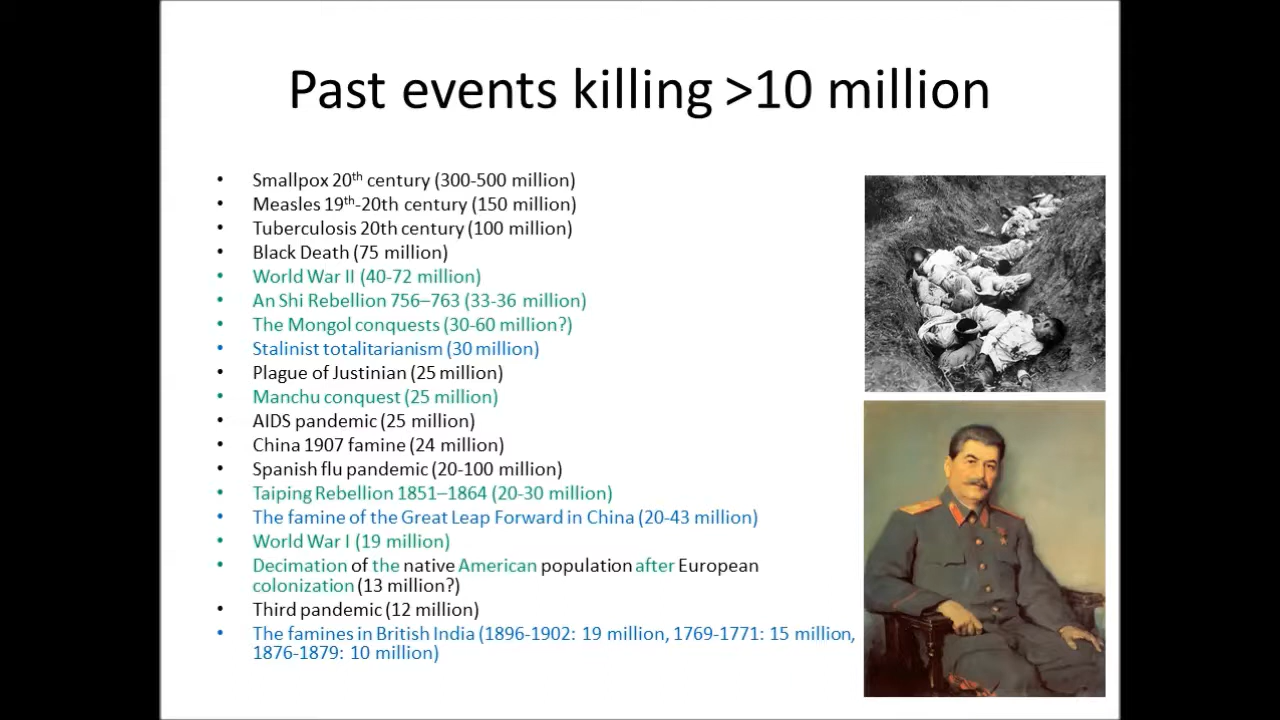 Past events killing >10 million
• Smallpox 20th century (300-500 million)
• Measles 19th-20th century (150 million)
• Tuberculosis 20th century (100 million)
• Black Death (75 million)
• World War II (40-72 million)
• An Shi Rebellion 756–763 (33-36 million)
• The Mongol conquests (30-60 million?)
• Stalinist totalitarianism (30 million)
• Plague of Justinian (25 million)
• Manchu conquest (25 million)
• AIDS pandemic (25 million)
• China 1907 famine (24 million)
• Spanish flu pandemic (20-100 million)
• Taiping Rebellion 1851–1864 (20-30 million)
• The famine of the Great Leap Forward in China (20-43 million)
• World War I (19 million)
• Decimation of the native American population after European
colonization (13 million?)
• Third pandemic (12 million)
• The famines in British India (1896-1902: 19 million, 1769-1771: 15 million,
1876-1879: 10 million)